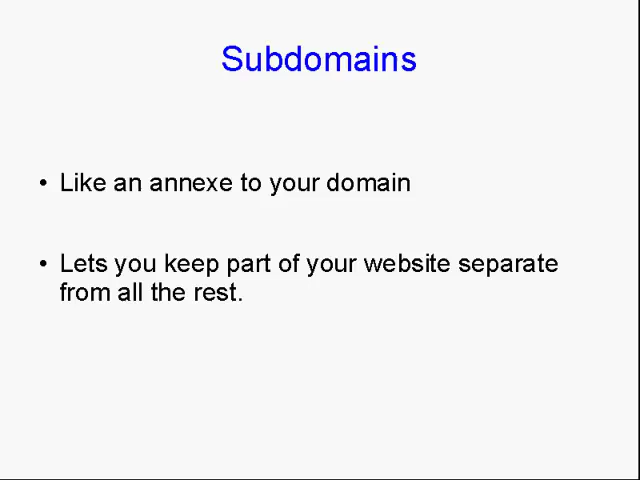 Subdomains
• Like an annexe to your domain
• Lets you keep part of your website separate
from all the rest.